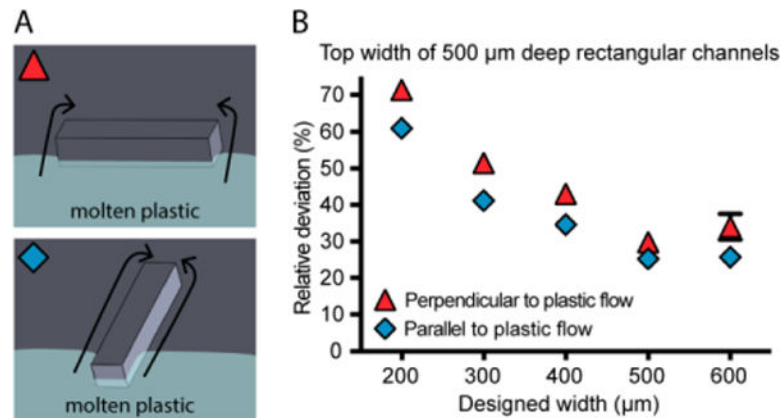 A
molten plastic
molten plastic
B
Top width of 500 µm deep rectangular channels
Relative deviation (%)
70
60
50
40
30
20
10
0
Perpendicular to plastic flow
Parallel to plastic flow
200 300 400 500 600
Designed width (µm)